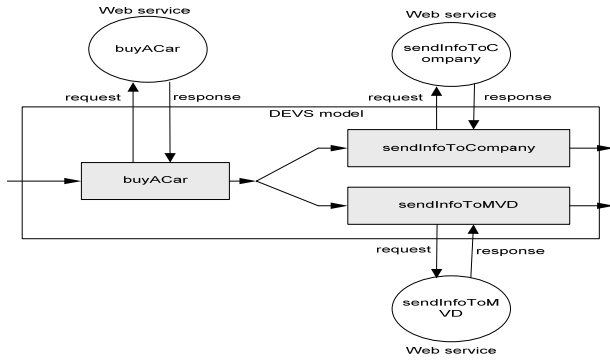 Web service
buyACar
request
response
Web service
sendInfoToC
ompany
request
response
DEVS model
buyACar
sendInfoToCompany
sendInfoToMVD
request
response
sendInfoToM
VD
Web service